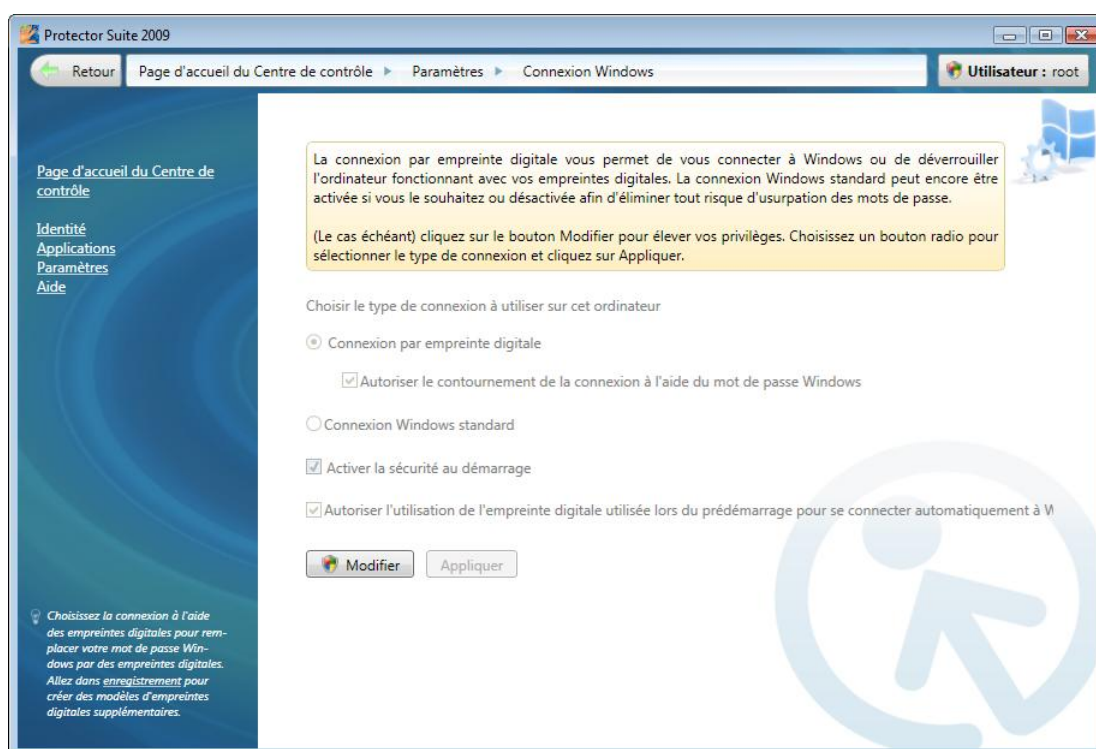 Protector Suite 2009
Retour
Page d'accueil du Centre de contrôle
Paramètres
Connexion Windows
Utilisateur : root
Page d'accueil du Centre de
contrôle
Identité
Applications
Paramètres
Aide
La connexion par empreinte digitale vous permet de vous connecter à Windows ou de déverrouiller
l'ordinateur fonctionnant avec vos empreintes digitales. La connexion Windows standard peut encore être
activée si vous le souhaitez ou désactivée afin d'éliminer tout risque d'usurpation des mots de passe.
(Le cas échéant) cliquez sur le bouton Modifier pour élever vos privilèges. Choisissez un bouton radio pour
sélectionner le type de connexion et cliquez sur Appliquer.
Choisir le type de connexion à utiliser sur cet ordinateur
Connexion par empreinte digitale
Autoriser le contournement de la connexion à l'aide du mot de passe Windows
Connexion Windows standard
Activer la sécurité au démarrage
Autoriser l'utilisation de l'empreinte digitale utilisée lors du prédémarrage pour se connecter automatiquement à
Modifier
Appliquer
Choisissez la connexion à l'aide
des empreintes digitales pour rem-
placer votre mot de passe Win-
dows par des empreintes digitales.
Allez dans enregistrement pour
créer des modèles d'empreintes
digitales supplémentaires.